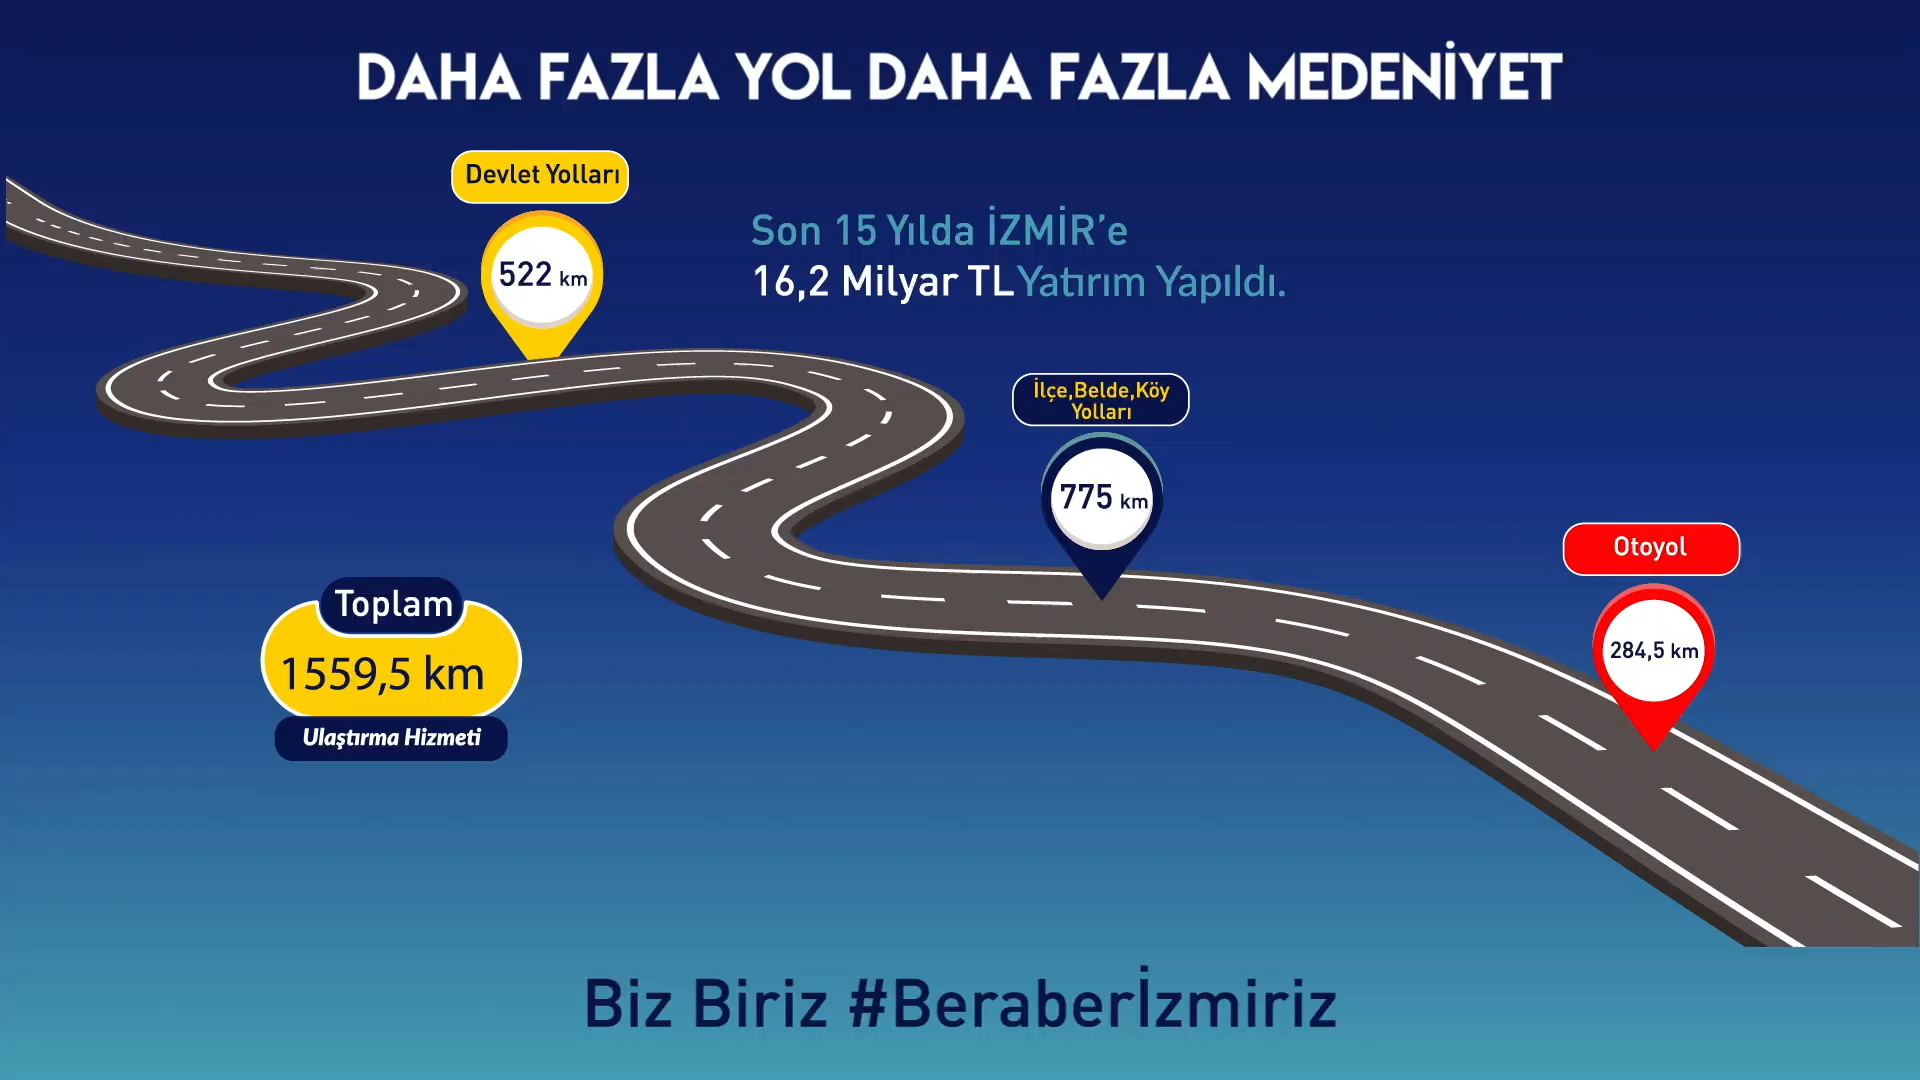 DAHA FAZLA YOL DAHA FAZLA MEDENİYET
Devlet Yolları
522 km
Son 15 Yılda İZMİR’e
16,2 Milyar TL Yatırım Yapıldı.
İlçe,Belde,Köy
Yolları
775 km
Otoyol
284,5 km
Toplam
1559,5 km
Ulaştırma Hizmeti
Biz Biriz #Beraberİzmiriz